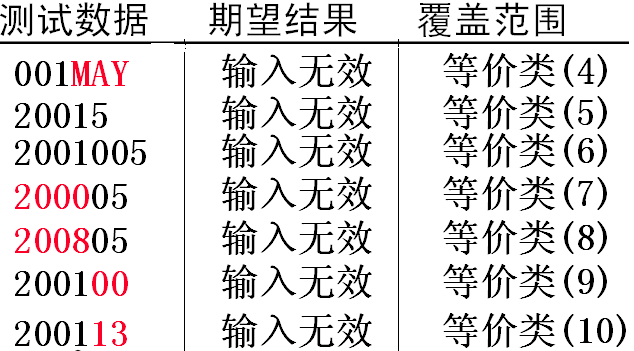 测试数据 期望结果 覆盖范围
001MAY 输入无效 等价类(4)
20015 输入无效 等价类(5)
2001005 输入无效 等价类(6)
200005 输入无效 等价类(7)
200805 输入无效 等价类(8)
200100 输入无效 等价类(9)
200113 输入无效 等价类(10)